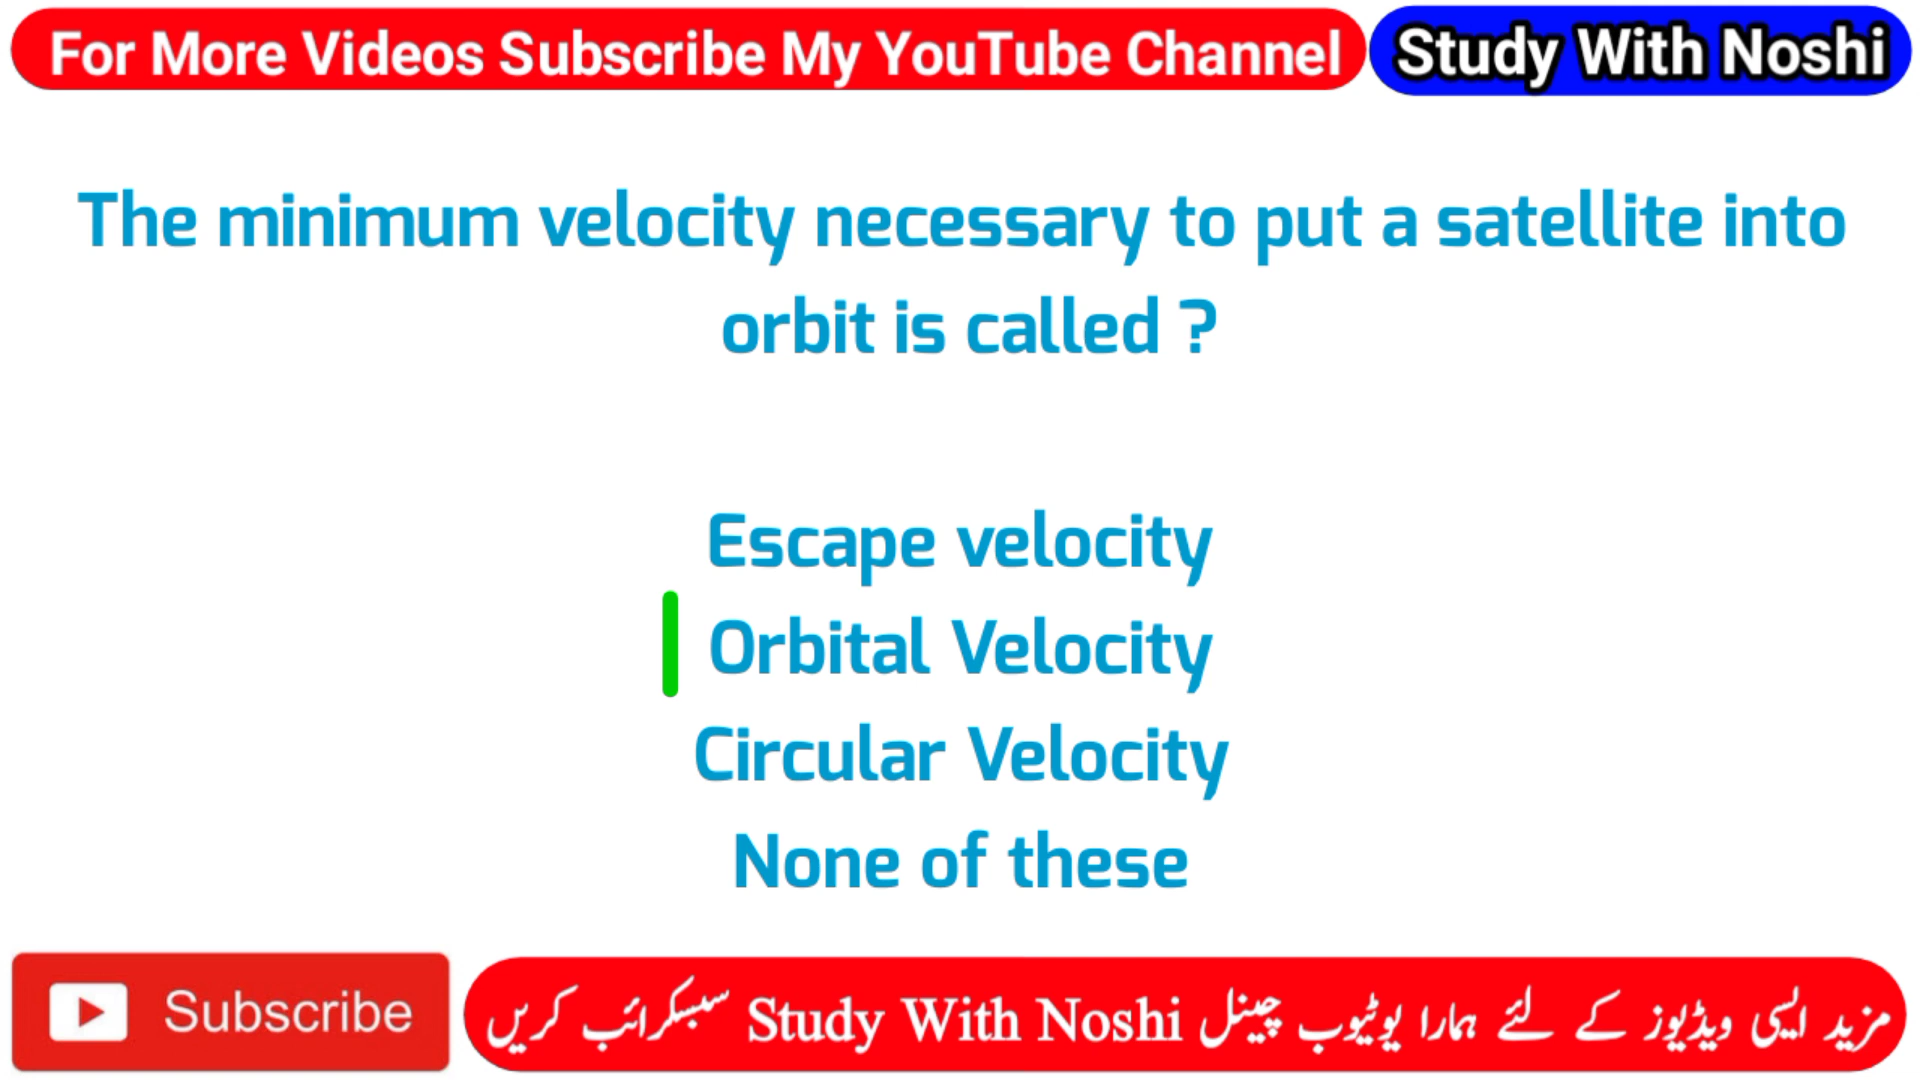 For More Videos Subscribe My YouTube Channel Study With Noshi
The minimum velocity necessary to put a satellite into
orbit is called ?
Escape velocity
Orbital Velocity
Circular Velocity
None of these
Subscribe
مزید ایسی ویڈیوز کے لئے ہمارا یوٹیوب چینل Study With Noshi سبسکرائب کریں